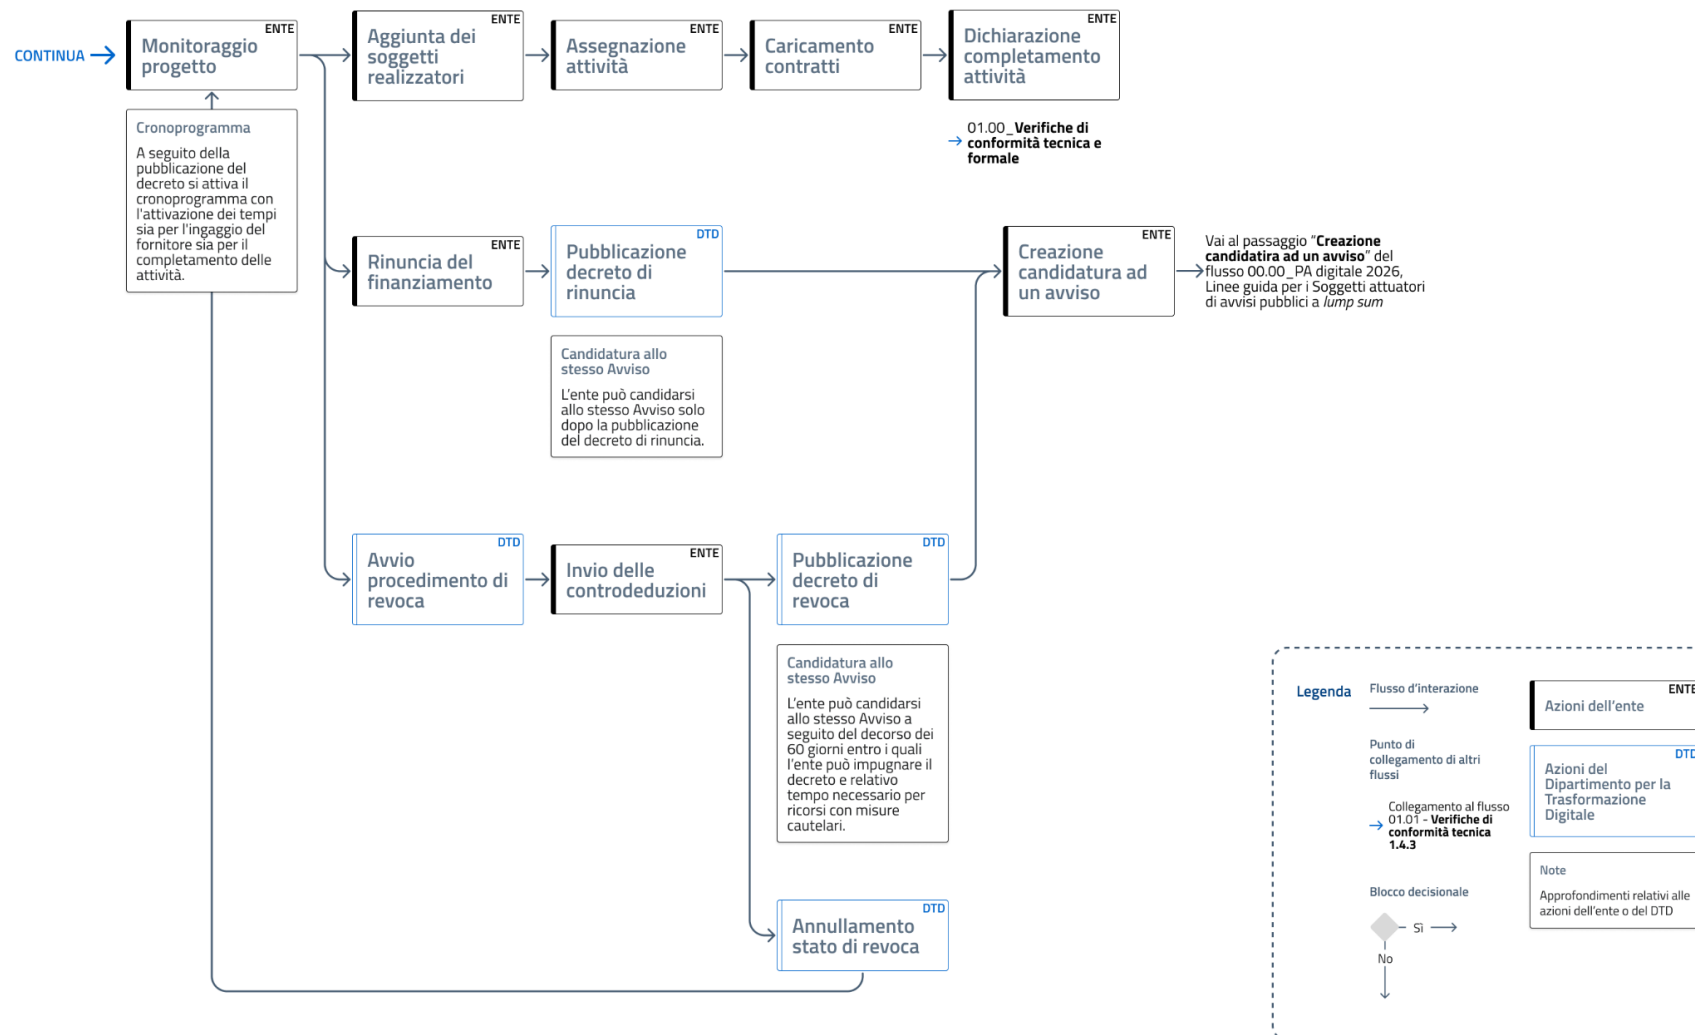 CONTINUA
ENTE
Monitoraggio
progetto
ENTE
Aggiunta dei
soggetti
realizzatori
ENTE
Assegnazione
attività
ENTE
Caricamento
contratti
ENTE
Dichiarazione
completamento
attività
01.00_Verifiche di
conformità tecnica e
formale
Cronoprogramma
A seguito della
pubblicazione del
decreto si attiva il
cronoprogramma con
l'attivazione dei tempi
sia per l'ingaggio del
fornitore sia per il
completamento delle
attività.
ENTE
Rinuncia del
finanziamento
DTD
Pubblicazione
decreto di
rinuncia
Candidatura allo
stesso Avviso
L'ente può candidarsi
allo stesso Avviso solo
dopo la pubblicazione
del decreto di rinuncia.
ENTE
Creazione
candidatura ad
un avviso
Vai al passaggio “Creazione
candidatira ad un avviso” del
flusso 00.00_PA digitale 2026,
Linee guida per i Soggetti attuatori
di avvisi pubblici a lump sum
DTD
Avvio
procedimento di
revoca
ENTE
Invio delle
controdeduzioni
DTD
Pubblicazione
decreto di
revoca
Candidatura allo
stesso Avviso
L'ente può candidarsi
allo stesso Avviso a
seguito del decorso dei
60 giorni entro i quali
l'ente può impugnare il
decreto e relativo
tempo necessario per
ricorsi con misure
cautelari.
DTD
Annullamento
stato di revoca
Legenda
Flusso d'interazione
Punto di
collegamento di altri
flussi
Collegamento al flusso
01.01 - Verifiche di
conformità tecnica
1.4.3
Blocco decisionale
Sì
No
ENTE
Azioni dell'ente
DTD
Azioni del
Dipartimento per la
Trasformazione
Digitale
Note
Approfondimenti relativi alle
azioni dell'ente o del DTD